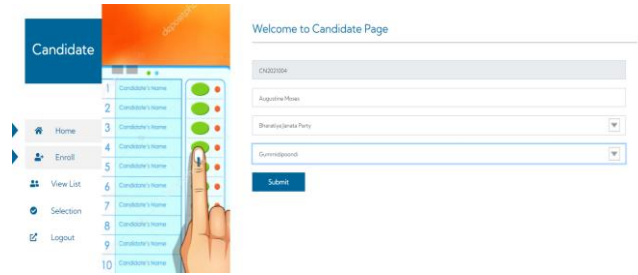 Candidate
Home
Enroll
View List
Selection
Logout
depositpho
1 Candidate's Name
2 Candidate's Name
3 Candidate's Name
4 Candidate's Name
5 Candidate's Name
6 Candidate's Name
7 Candidate's Name
8 Candidate's Name
9 Candidate's Name
10 Candidate's Name
Welcome to Candidate Page
CN2021004
Augustine Moses
Bharatiya Janata Party
Gummidipoondi
Submit